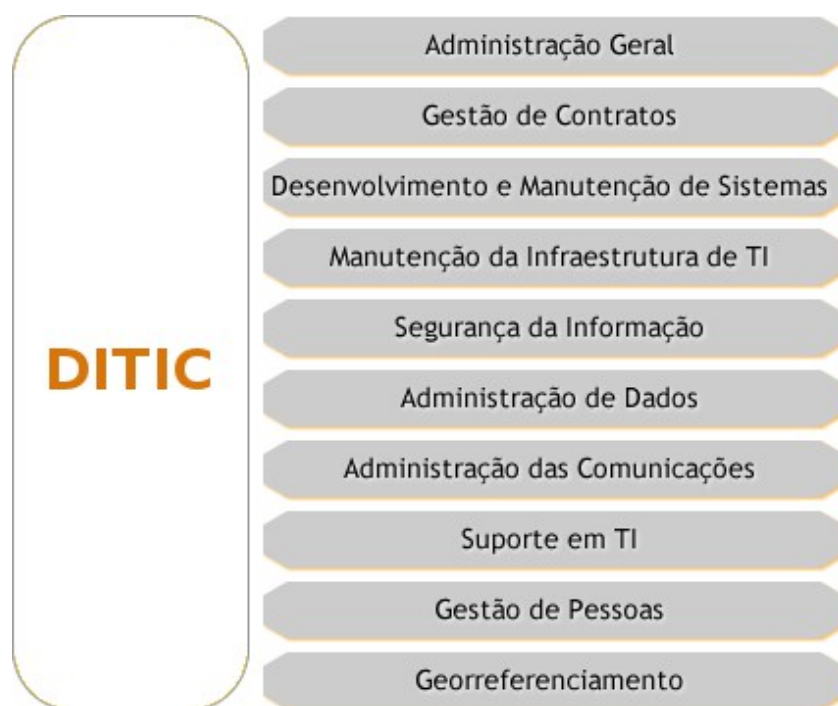 DITIC
Administração Geral
Gestão de Contratos
Desenvolvimento e Manutenção de Sistemas
Manutenção da Infraestrutura de TI
Segurança da Informação
Administração de Dados
Administração das Comunicações
Suporte em TI
Gestão de Pessoas
Georreferenciamento